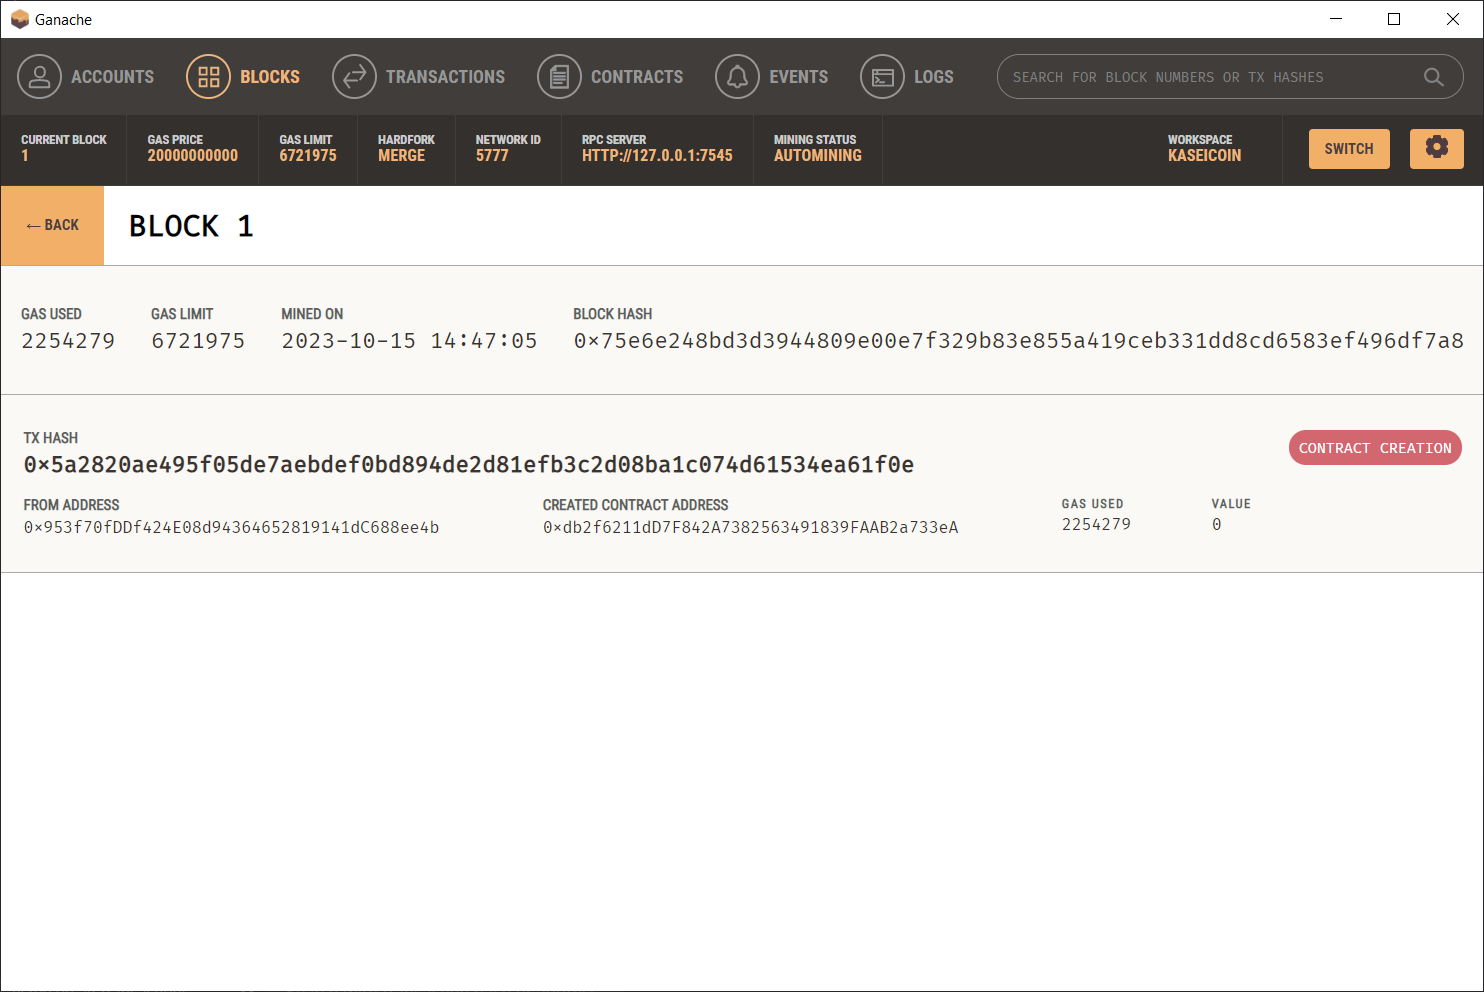 Ganache
ACCOUNTS BLOCKS TRANSACTIONS CONTRACTS EVENTS LOGS SEARCH FOR BLOCK NUMBERS OR TX HASHES
CURRENT BLOCK GAS PRICE GAS LIMIT HARDFORK NETWORK ID RPC SERVER MINING STATUS WORKSPACE
1 20000000000 6721975 MERGE 5777 HTTP://127.0.0.1:7545 AUTOMINING KASEICOIN SWITCH
← BACK BLOCK 1
GAS USED GAS LIMIT MINED ON BLOCK HASH
2254279 6721975 2023-10-15 14:47:05 0×75e6e248bd3d3944809e00e7f329b83e855a419ceb331dd8cd6583ef496df7a8
TX HASH
0×5a2820ae495f05de7aebdef0bd894de2d81efb3c2d08ba1c074d61534ea61f0e CONTRACT CREATION
FROM ADDRESS CREATED CONTRACT ADDRESS GAS USED VALUE
0×953f70fDDf424E08d94364652819141dC688ee4b 0×db2f6211dD7F842A7382563491839FAAB2a733eA 2254279 0